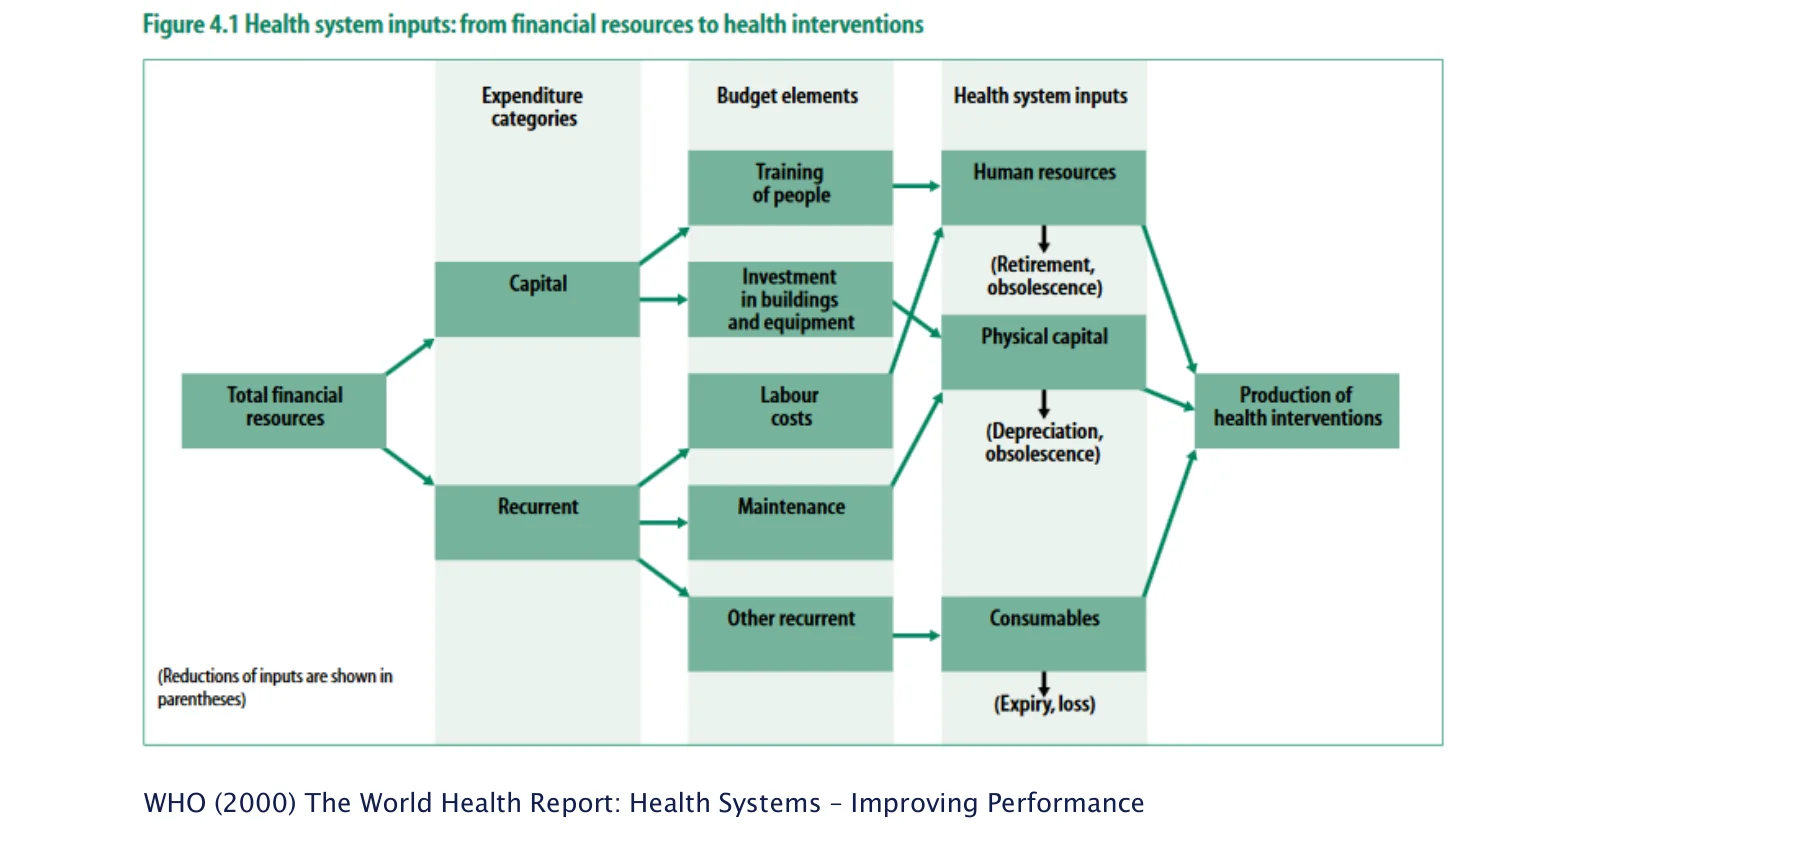 Figure 4.1 Health system inputs: from financial resources to health interventions
Expenditure
categories
Budget elements
Health system inputs
Training
of people
Human resources
(Retirement,
obsolescence)
Capital
Investment
in buildings
and equipment
Physical capital
(Depreciation,
obsolescence)
Total financial
resources
Labour
costs
Production of
health interventions
Recurrent
Maintenance
Other recurrent
Consumables
(Expiry, loss)
(Reductions of inputs are shown in
parentheses)
WHO (2000) The World Health Report: Health Systems – Improving Performance